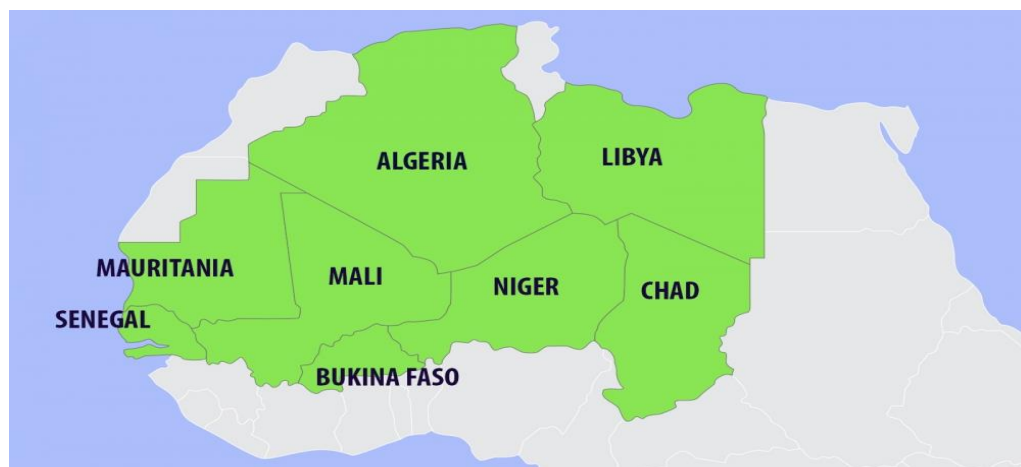 ALGERIA
LIBYA
MAURITANIA
MALI
NIGER
CHAD
SENEGAL
BUKINA FASO